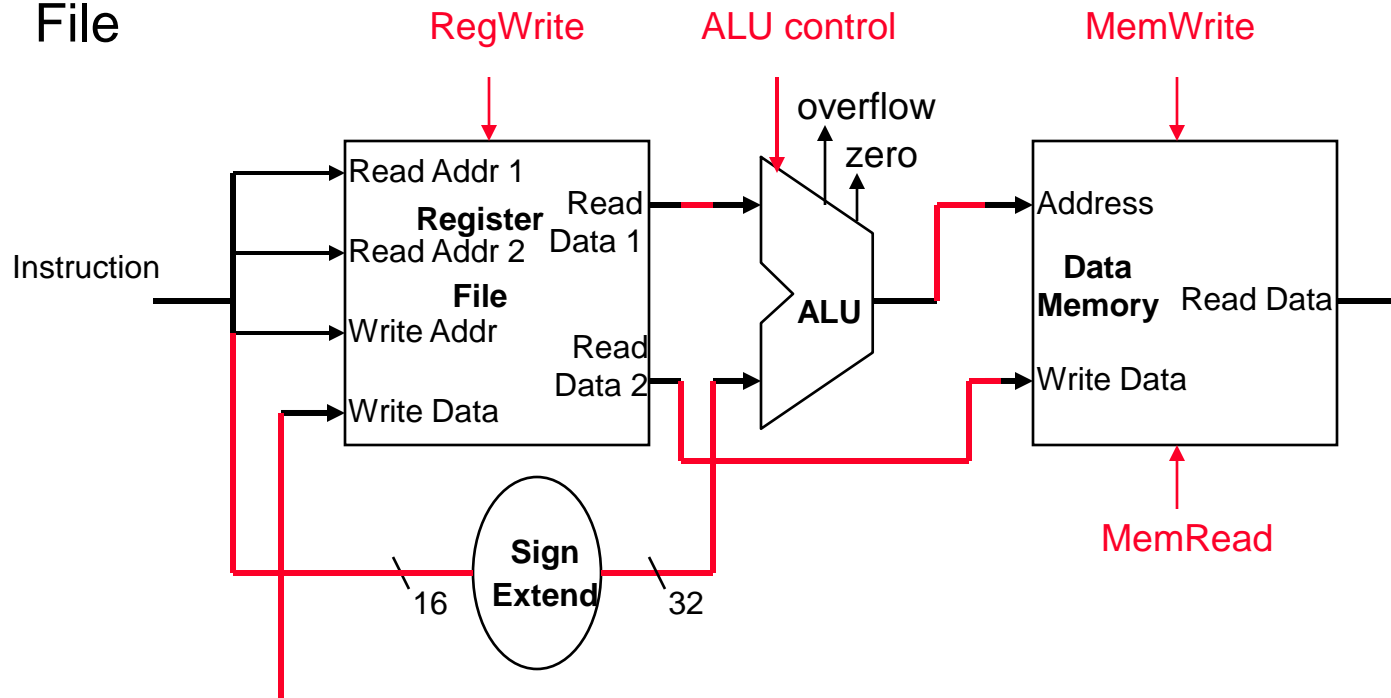 File
RegWrite
ALU control
MemWrite
overflow
zero
Instruction
Read Addr 1
Register
Read Addr 2
File
Write Addr
Write Data
Read
Data 1
Read
Data 2
ALU
Address
Data
Memory
Read Data
Write Data
MemRead
Sign
Extend
16
32